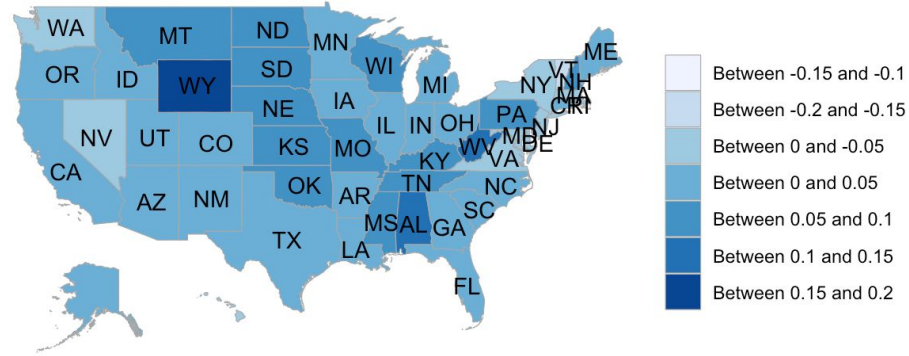 WA
MT
ND
MN
ME
OR
ID
WY
SD
WI
MI
VT
NH
NY
MA
CT
RI
NE
IA
PA
NV
UT
CO
KS
MO
IL
IN
OH
NJ
MD
DE
WV
VA
KY
CA
AZ
NM
OK
AR
TN
NC
SC
MS
AL
GA
TX
LA
FL
Between -0.15 and -0.1
Between -0.2 and -0.15
Between 0 and -0.05
Between 0 and 0.05
Between 0.05 and 0.1
Between 0.1 and 0.15
Between 0.15 and 0.2